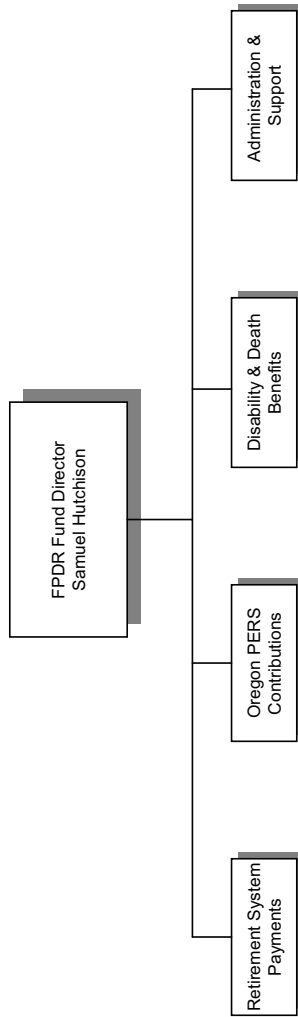 FPDR Fund Director
Samuel Hutchison
Retirement System
Payments
Oregon PERS
Contributions
Disability & Death
Benefits
Administration &
Support